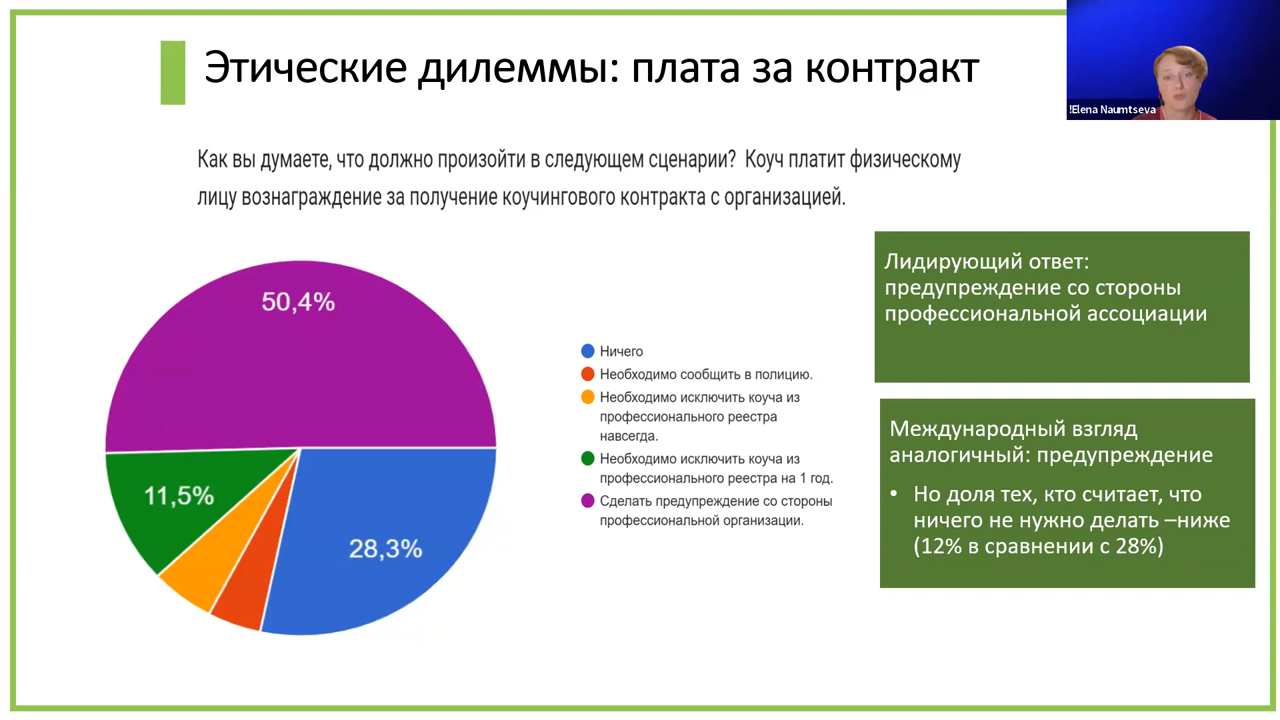 Этические дилеммы: плата за контракт
!Elena Naumtseva
Как вы думаете, что должно произойти в следующем сценарии? Коуч платит физическому
лицу вознаграждение за получение коучингового контракта с организацией.
50,4%
11,5%
28,3%
Ничего
Необходимо сообщить в полицию.
Необходимо исключить коуча из
профессионального реестра
навсегда.
Необходимо исключить коуча из
профессионального реестра на 1 год.
Сделать предупреждение со стороны
профессиональной организации.
Лидирующий ответ:
предупреждение со стороны
профессиональной ассоциации
Международный взгляд
аналогичный: предупреждение
• Но доля тех, кто считает, что
ничего не нужно делать –ниже
(12% в сравнении с 28%)